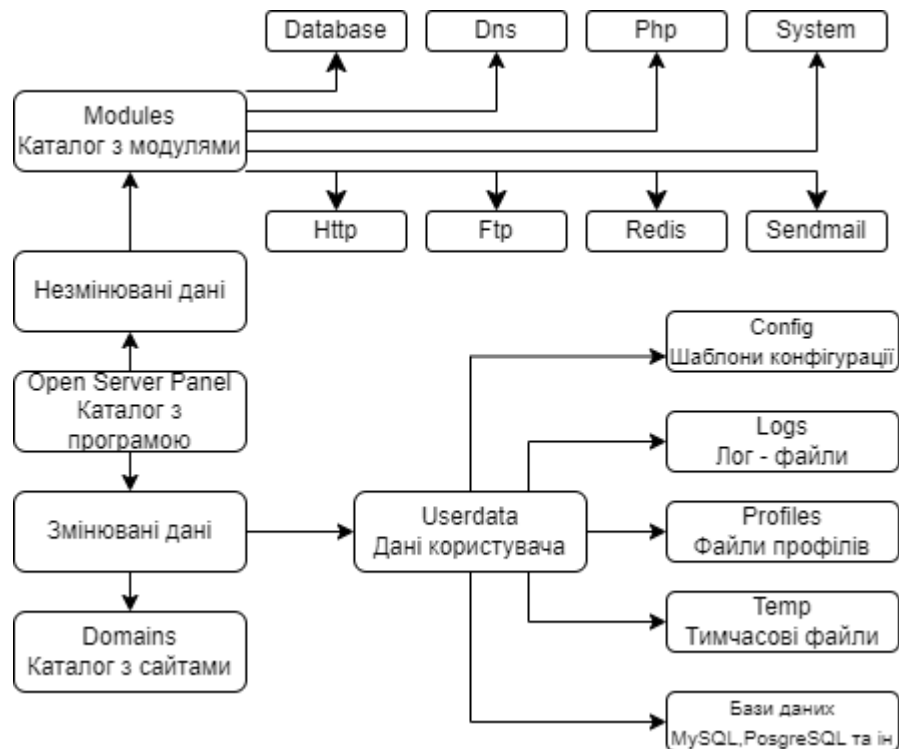 Database
Dns
Php
System
Modules
Каталог з модулями
Http
Ftp
Redis
Sendmail
Незмінювані дані
Open Server Panel
Каталог з
програмою
Змінювані дані
Domains
Каталог з сайтами
Userdata
Дані користувача
Config
Шаблони конфігурації
Logs
Лог - файли
Profiles
Файли профілів
Temp
Тимчасові файли
Бази даних
MySQL,PosgreSQL та ін